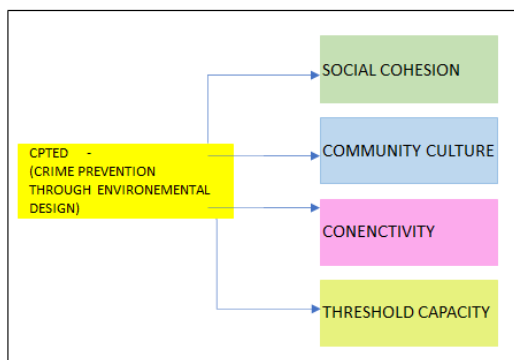 CPTED -
(CRIME PREVENTION
THROUGH ENVIRONEMENTAL
DESIGN)
SOCIAL COHESION
COMMUNITY CULTURE
CONENCTIVITY
THRESHOLD CAPACITY